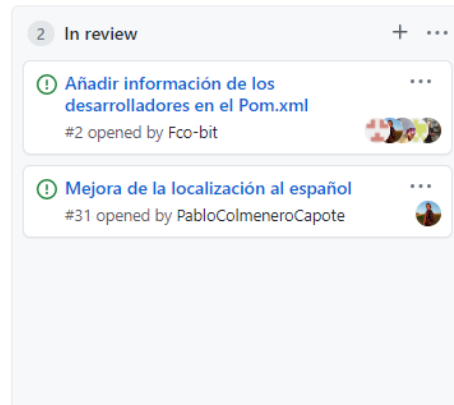 2 In review
Añadir información de los
desarrolladores en el Pom.xml
#2 opened by Fco-bit
Mejora de la localización al español
#31 opened by PabloColmeneroCapote